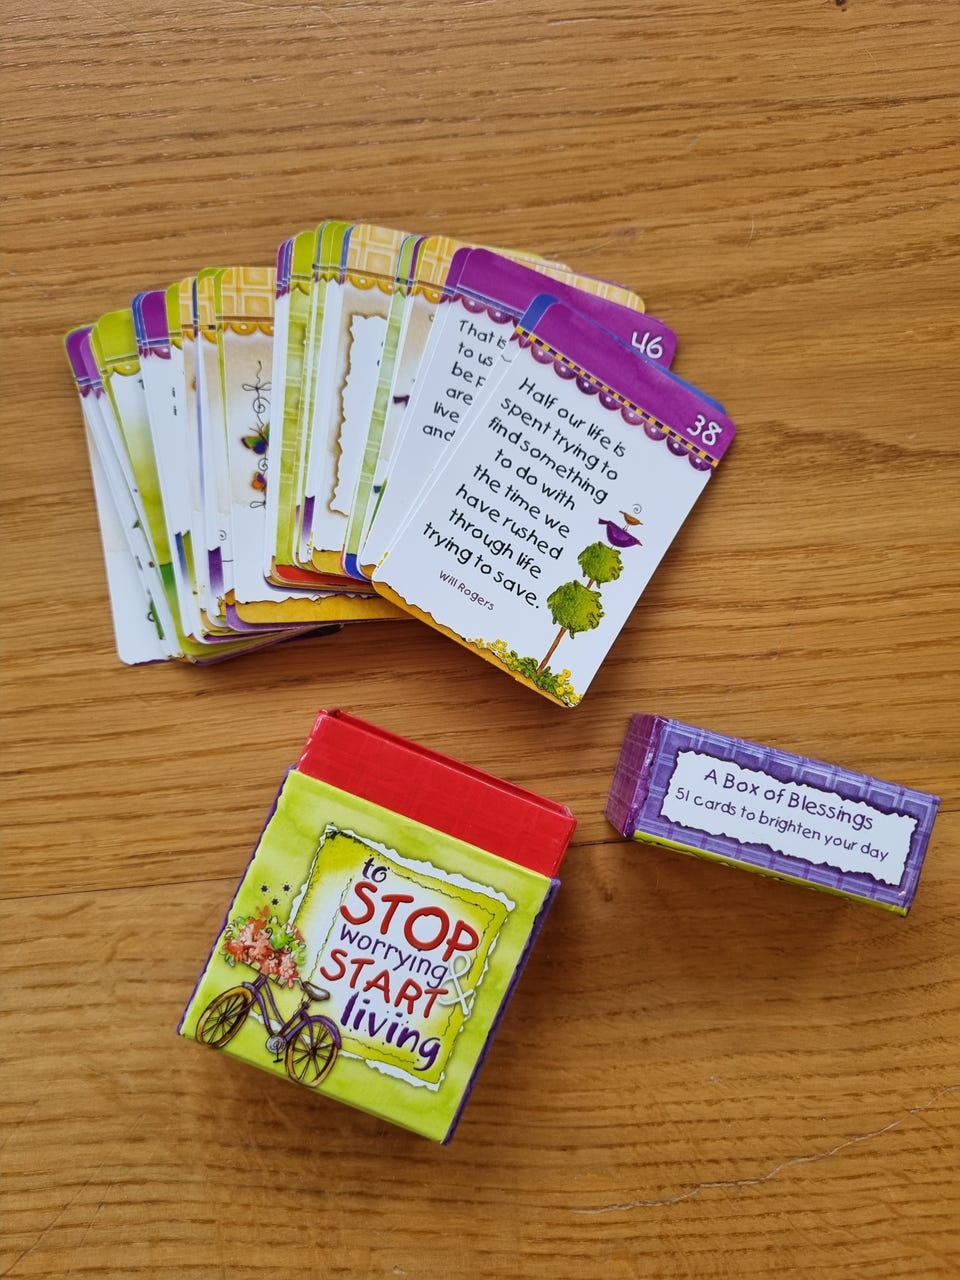 46
That is
to us
be
are
live
and
38
Half our life is
spent trying to
find something
to do with
the time we
have rushed
through life
trying to save.
Will Rogers
to
STOP
worrying
&
START
living
A Box of Blessings
51 cards to brighten your day